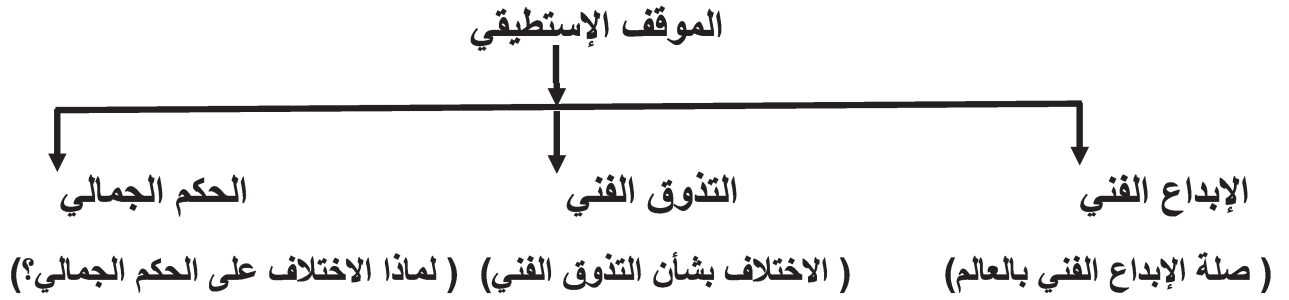 الموقف الإستطيقي
الإبداع الفني التذوق الفني الحكم الجمالي
( صلة الإبداع الفني بالعالم) ( الاختلاف بشأن التذوق الفني) ( لماذا الاختلاف على الحكم الجمالي؟)